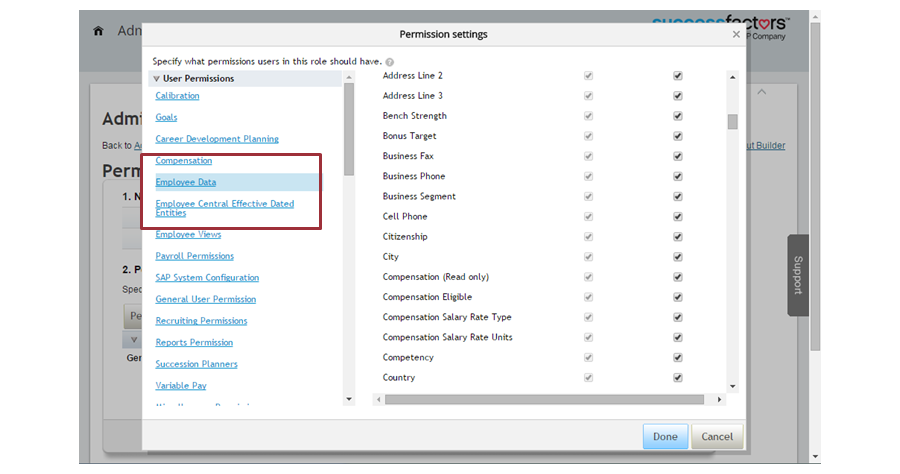 successfactors™
Adm
P Company
Permission settings
Specify what permissions users in this role should have.
User Permissions
Calibration
Goals
Career Development Planning
Compensation
Employee Data
Employee Central Effective Dated
Entities
Employee Views
Payroll Permissions
SAP System Configuration
General User Permission
Recruiting Permissions
Reports Permission
Succession Planners
Variable Pay
Address Line 2
Address Line 3
Bench Strength
Bonus Target
Business Fax
Business Phone
Business Segment
Cell Phone
Citizenship
City
Compensation (Read only)
Compensation Eligible
Compensation Salary Rate Type
Compensation Salary Rate Units
Competency
Country
Done
Cancel
Admi
Back to A
ut Builder
Perm
1. N
2. P
Spec
Pe
Ger
Support